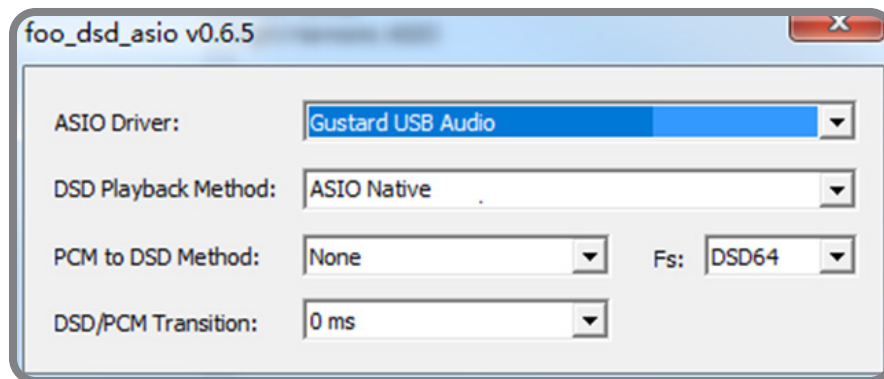 foo_dsd_asio v0.6.5
ASIO Driver: Gustard USB Audio
DSD Playback Method: ASIO Native
PCM to DSD Method: None Fs: DSD64
DSD/PCM Transition: 0 ms